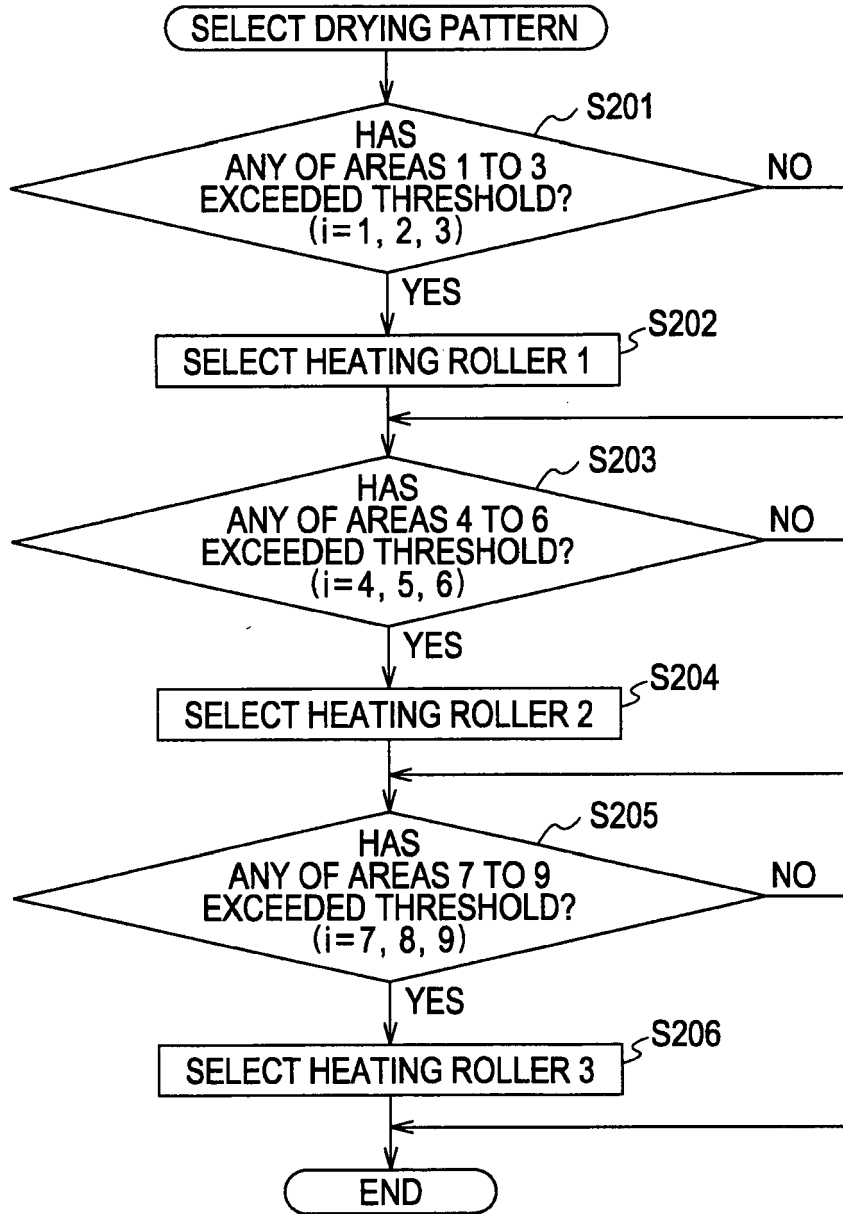 SELECT DRYING PATTERN
S201
HAS
ANY OF AREAS 1 TO 3
EXCEEDED THRESHOLD?
(i=1, 2, 3)
NO
YES
S202
SELECT HEATING ROLLER 1
S203
HAS
ANY OF AREAS 4 TO 6
EXCEEDED THRESHOLD?
(i=4, 5, 6)
NO
YES
S204
SELECT HEATING ROLLER 2
S205
HAS
ANY OF AREAS 7 TO 9
EXCEEDED THRESHOLD?
(i=7, 8, 9)
NO
YES
S206
SELECT HEATING ROLLER 3
END